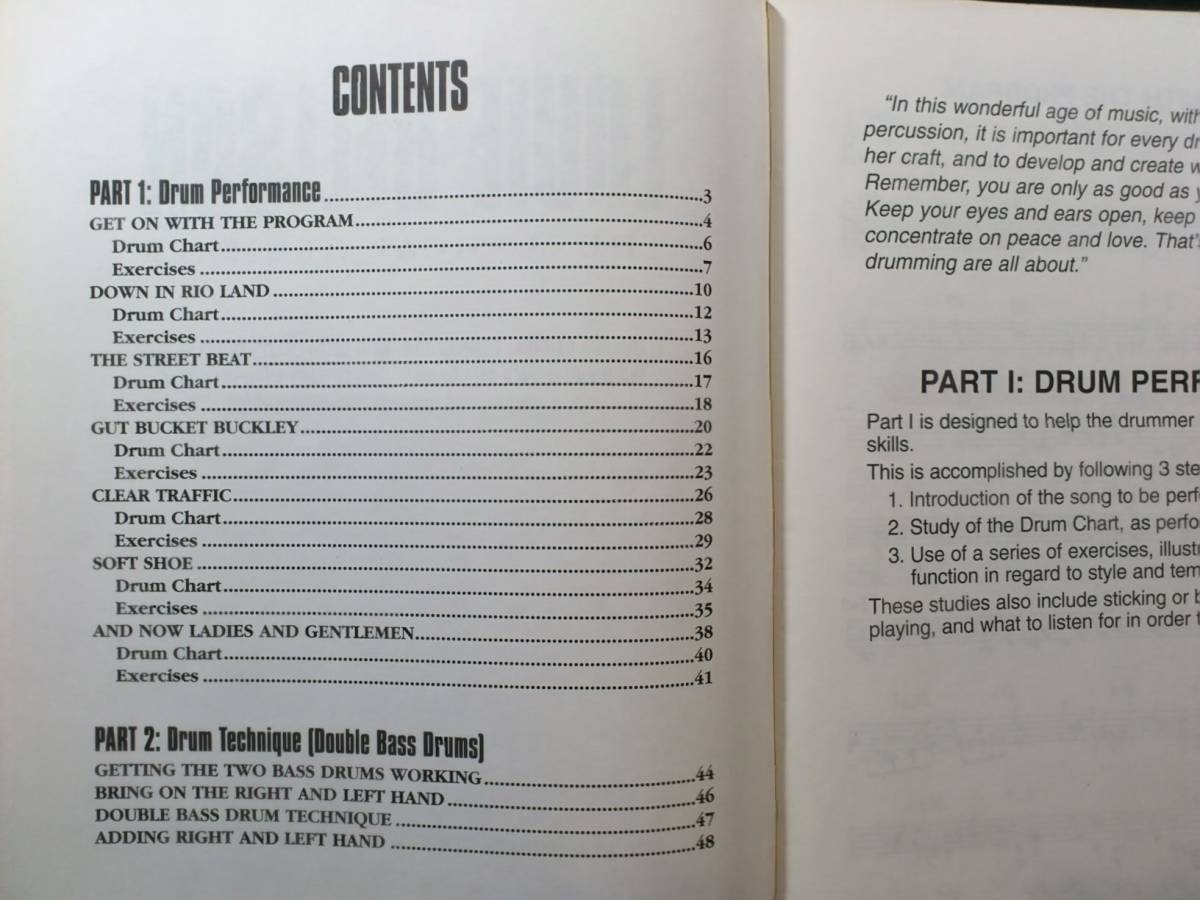 CONTENTS
PART 1: Drum Performance 3
GET ON WITH THE PROGRAM 4
Drum Chart 6
Exercises 7
DOWN IN RIO LAND 10
Drum Chart 12
Exercises 13
THE STREET BEAT 16
Drum Chart 17
Exercises 18
GUT BUCKET BUCKLEY 20
Drum Chart 22
Exercises 23
CLEAR TRAFFIC 26
Drum Chart 28
Exercises 29
SOFT SHOE 32
Drum Chart 34
Exercises 35
AND NOW LADIES AND GENTLEMEN 38
Drum Chart 40
Exercises 41
PART 2: Drum Technique (Double Bass Drums)
GETTING THE TWO BASS DRUMS WORKING 44
BRING ON THE RIGHT AND LEFT HAND 46
DOUBLE BASS DRUM TECHNIQUE 47
ADDING RIGHT AND LEFT HAND 48
“In this wonderful age of music, with
percussion, it is important for every
her craft, and to develop and create
Remember, you are only as good as
Keep your eyes and ears open, keep
concentrate on peace and love. That's
drumming are all about.”
PART I: DRUM
Part I is designed to help the drummer
skills.
This is accomplished by following 3
1. Introduction of the song to be
2. Study of the Drum Chart, as
3. Use of a series of exercises,
function in regard to style and
These studies also include sticking or
playing, and what to listen for in order